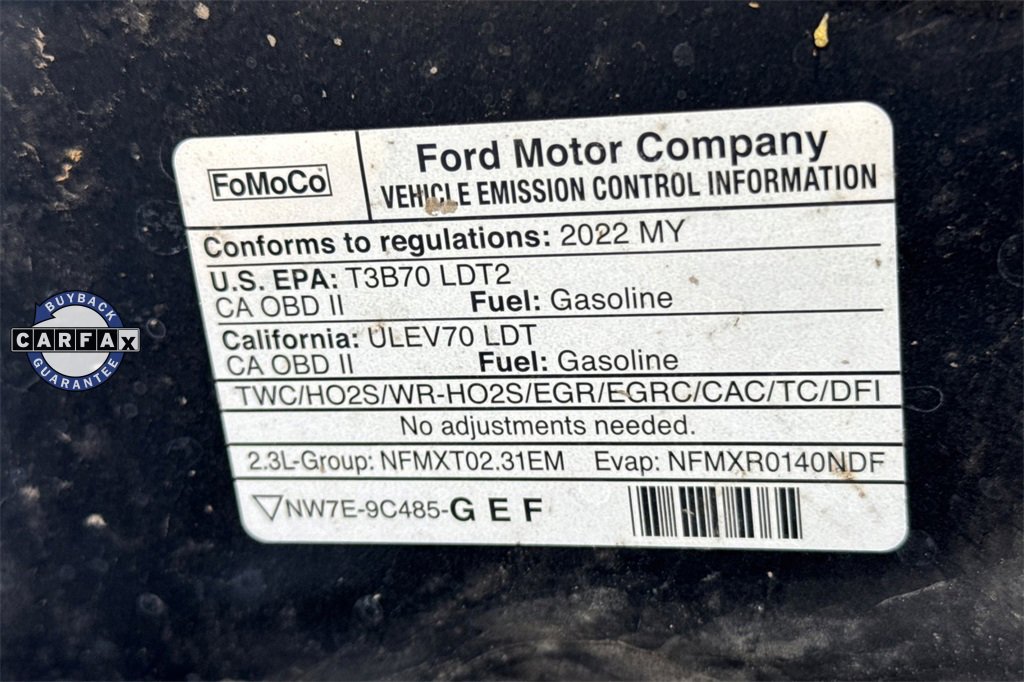 FoMoCo
Ford Motor Company
VEHICLE EMISSION CONTROL INFORMATION
Conforms to regulations: 2022 MY
U.S. EPA: T3B70 LDT2
CA OBD II Fuel: Gasoline
California: ULEV70 LDT
CA OBD II Fuel: Gasoline
TWC/HO2S/WR-HO2S/EGR/EGRC/CAC/TC/DFI
No adjustments needed.
2.3L-Group: NFMXT02.31EM Evap: NFMXR0140NDF
NW7E-9C485-G E F
BUYBACK
CARFAX
GUARANTEE